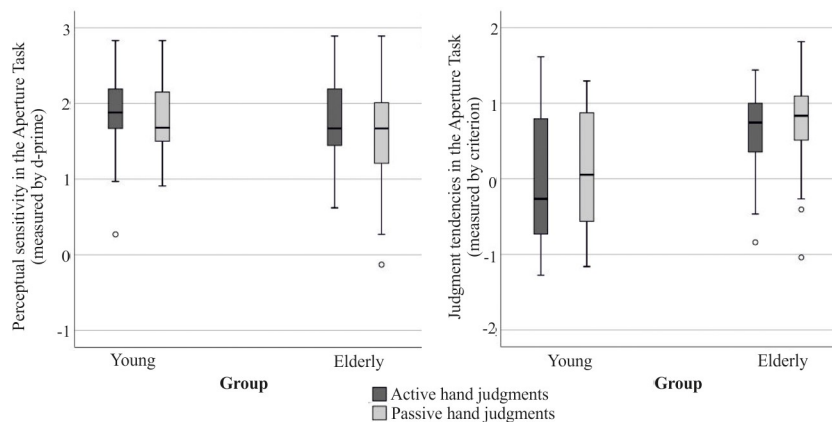 Perceptual sensitivity in the Aperture Task
(measured by d-prime)
3
2
1
0
-1
Young
Elderly
Group
Judgment tendencies in the Aperture Task
(measured by criterion)
2
1
0
-1
-2
Young
Elderly
Group
Active hand judgments
Passive hand judgments